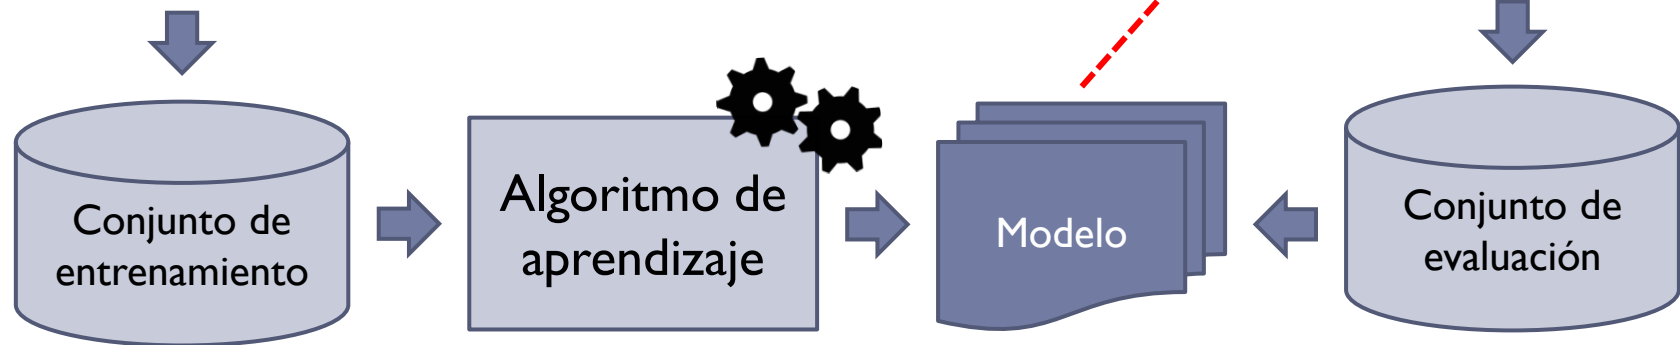 Conjunto de
entrenamiento
Algoritmo de
aprendizaje
Modelo
Conjunto de
evaluación